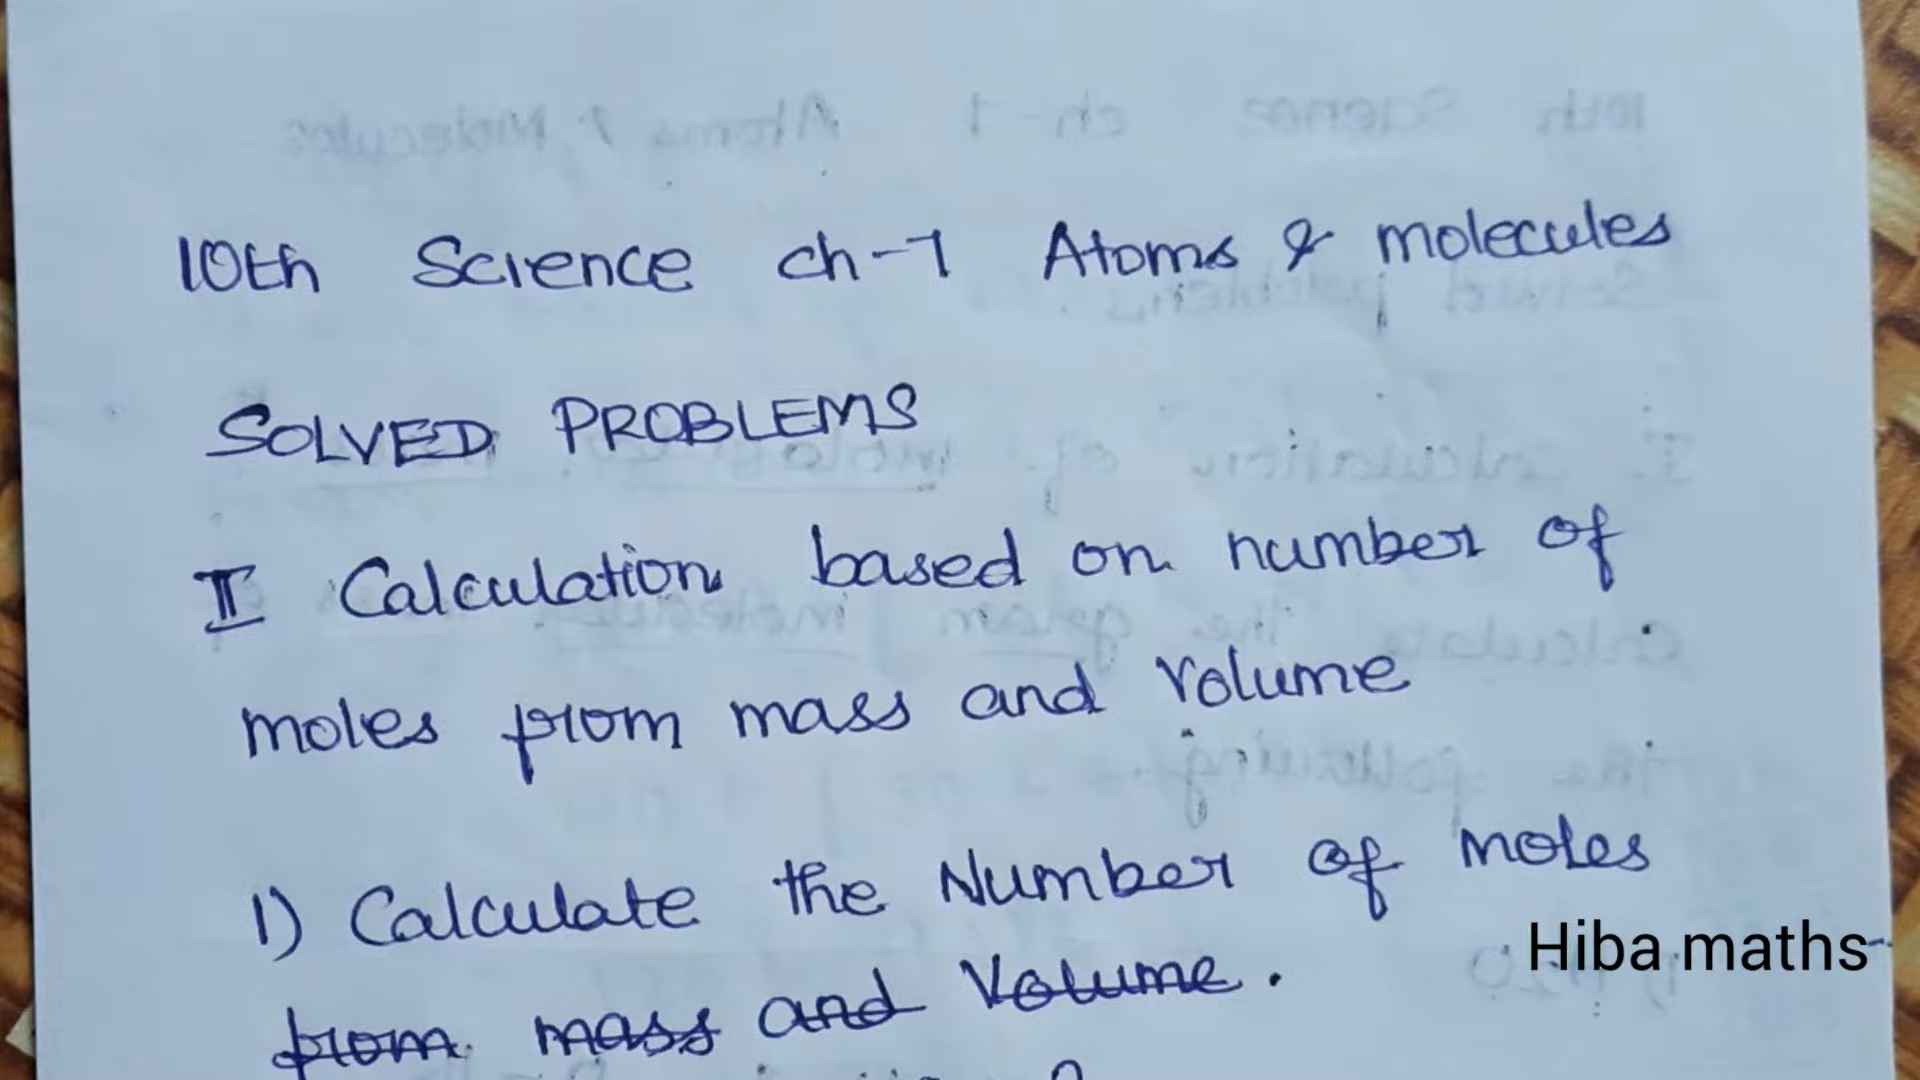 10th Science ch-7 Atoms & molecules
SOLVED PROBLEMS
II Calculation based on number of
moles from mass and volume
1) Calculate the Number of moles
from mass and volume.
Hiba maths